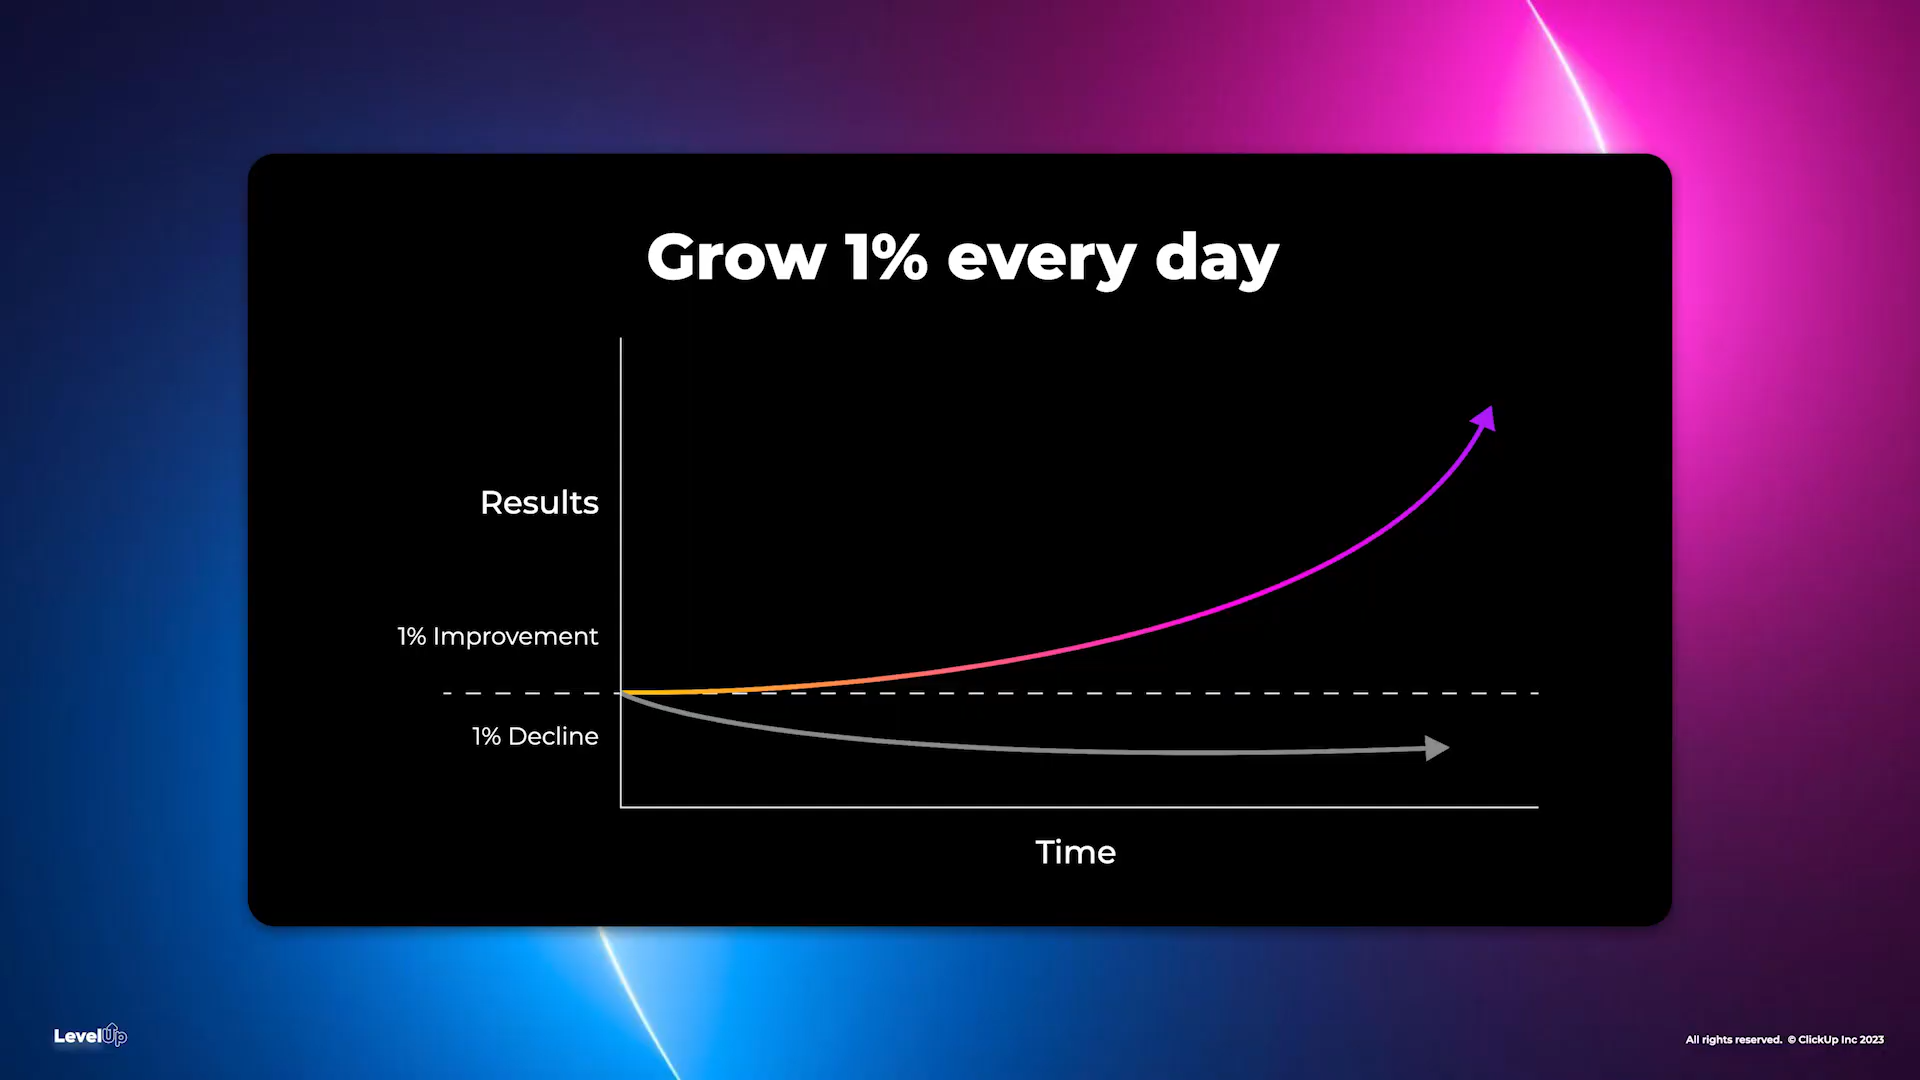 Grow 1% every day
Results
1% Improvement
1% Decline
Time
LevelUp
All rights reserved. © ClickUp Inc 2023